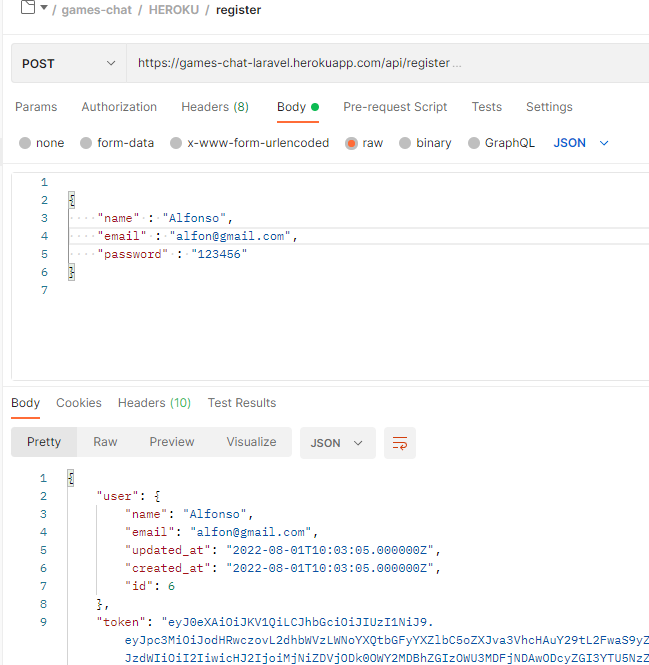 / games-chat / HEROKU / register
POST https://games-chat-laravel.herokuapp.com/api/register ...
Params Authorization Headers (8) Body Pre-request Script Tests Settings
none form-data x-www-form-urlencoded raw binary GraphQL JSON
1
2 {
3 "name" : "Alfonso",
4 "email" : "alfon@gmail.com",
5 "password" : "123456"
6 }
7
Body Cookies Headers (10) Test Results
Pretty Raw Preview Visualize JSON
1 {
2 "user": {
3 "name": "Alfonso",
4 "email": "alfon@gmail.com",
5 "updated_at": "2022-08-01T10:03:05.000000Z",
6 "created_at": "2022-08-01T10:03:05.000000Z",
7 "id": 6
8 },
9 "token": "eyJ0eXAiOiJKV1QiLCJhbGciOiJIUzI1NiJ9.